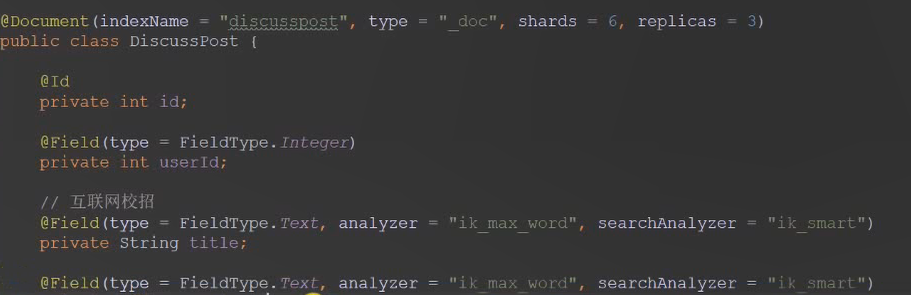 @Document(indexName = "discusspost", type = "_doc", shards = 6, replicas = 3)
public class DiscussPost {
@Id
private int id;
@Field(type = FieldType.Integer)
private int userId;
// 互联网校招
@Field(type = FieldType.Text, analyzer = "ik_max_word", searchAnalyzer = "ik_smart")
private String title;
@Field(type = FieldType.Text, analyzer = "ik_max_word", searchAnalyzer = "ik_smart")